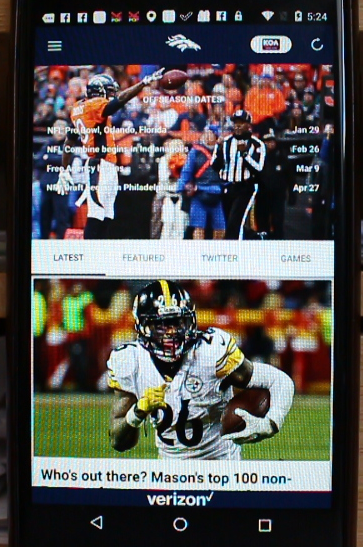 5:24
KOA
OFFSEASON DATES
NFL Pro Bowl, Orlando, Florida Jan 29
NFL Combine begins in Indianapolis Feb 26
Free Agency begins Mar 9
NFL Draft begins in Philadelphia Apr 27
LATEST FEATURED TWITTER GAMES
26
26
Who's out there? Mason's top 100 non-
verizon✓